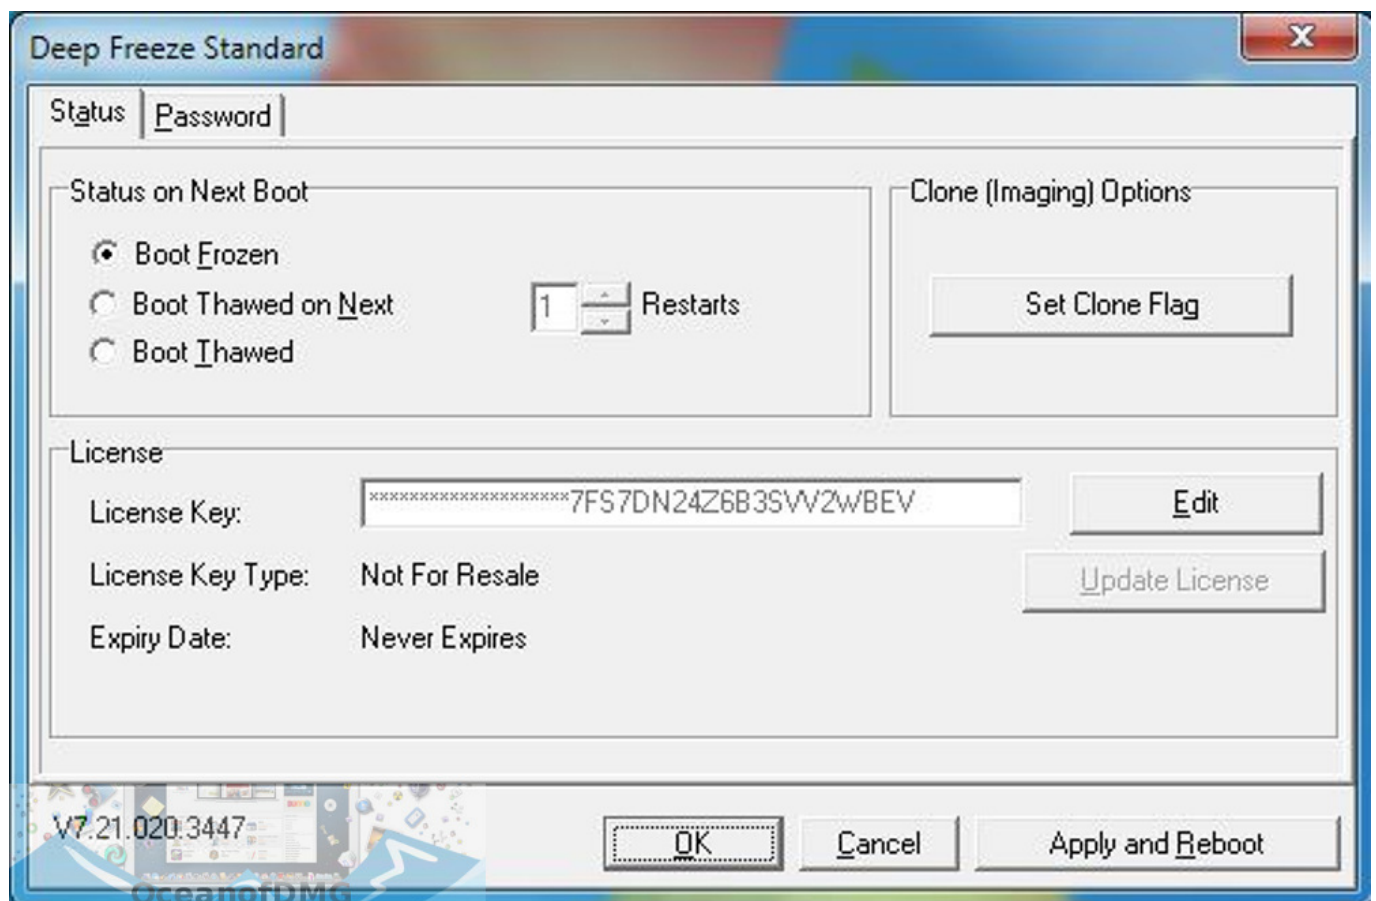 Deep Freeze Standard
Status
Password
Status on Next Boot
Boot Frozen
Boot Thawed on Next
1
Restarts
Boot Thawed
Clone (Imaging) Options
Set Clone Flag
License
License Key:
********************7FS7DN24Z6B3SVV2WBEV
Edit
License Key Type:
Not For Resale
Update License
Expiry Date:
Never Expires
V7.21.020.3447
OK
Cancel
Apply and Reboot
OceanofDMG